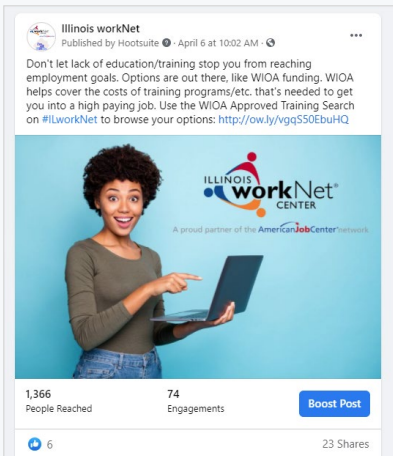 Illinois workNet
Published by Hootsuite · April 6 at 10:02 AM ·
Don't let lack of education/training stop you from reaching
employment goals. Options are out there, like WIOA funding. WIOA
helps cover the costs of training programs/etc. that's needed to get
you into a high paying job. Use the WIOA Approved Training Search
on #ILworkNet to browse your options: http://ow.ly/vgqS50EbuHQ
ILLINOIS
workNet®
CENTER
A proud partner of the AmericanJobCenter network
1,366
People Reached
74
Engagements
Boost Post
6
23 Shares